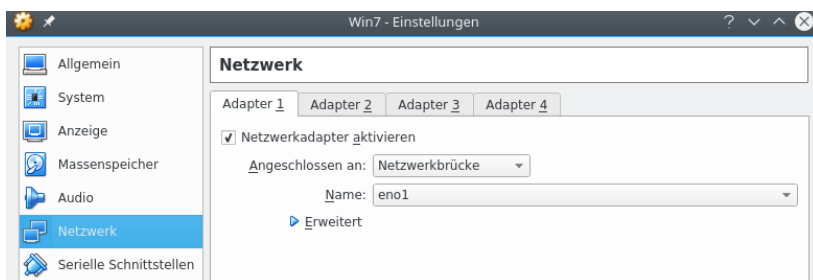 Win7 - Einstellungen
Allgemein
System
Anzeige
Massenspeicher
Audio
Netzwerk
Serielle Schnittstellen
Netzwerk
Adapter 1 Adapter 2 Adapter 3 Adapter 4
Netzwerkadapter aktivieren
Angeschlossen an: Netzwerkbrücke
Name: eno1
Erweitert